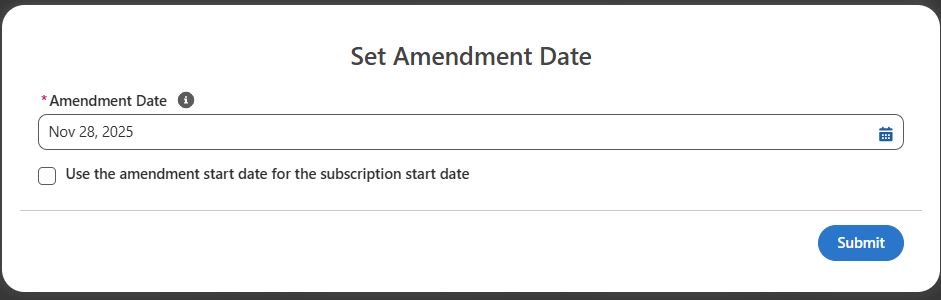 Set Amendment Date
*Amendment Date
Nov 28, 2025
Use the amendment start date for the subscription start date
Submit